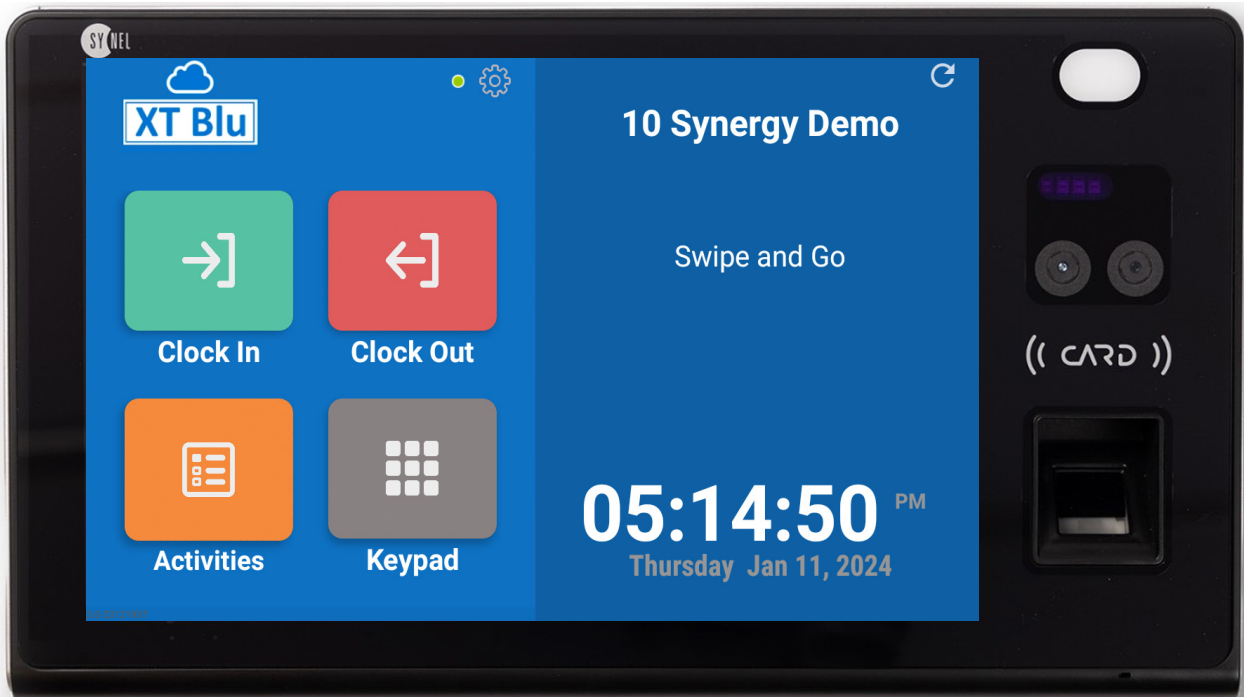 SYNEL
XT Blu
10 Synergy Demo
Swipe and Go
Clock In
Clock Out
CARD
Activities
Keypad
05:14:50 PM
Thursday Jan 11, 2024